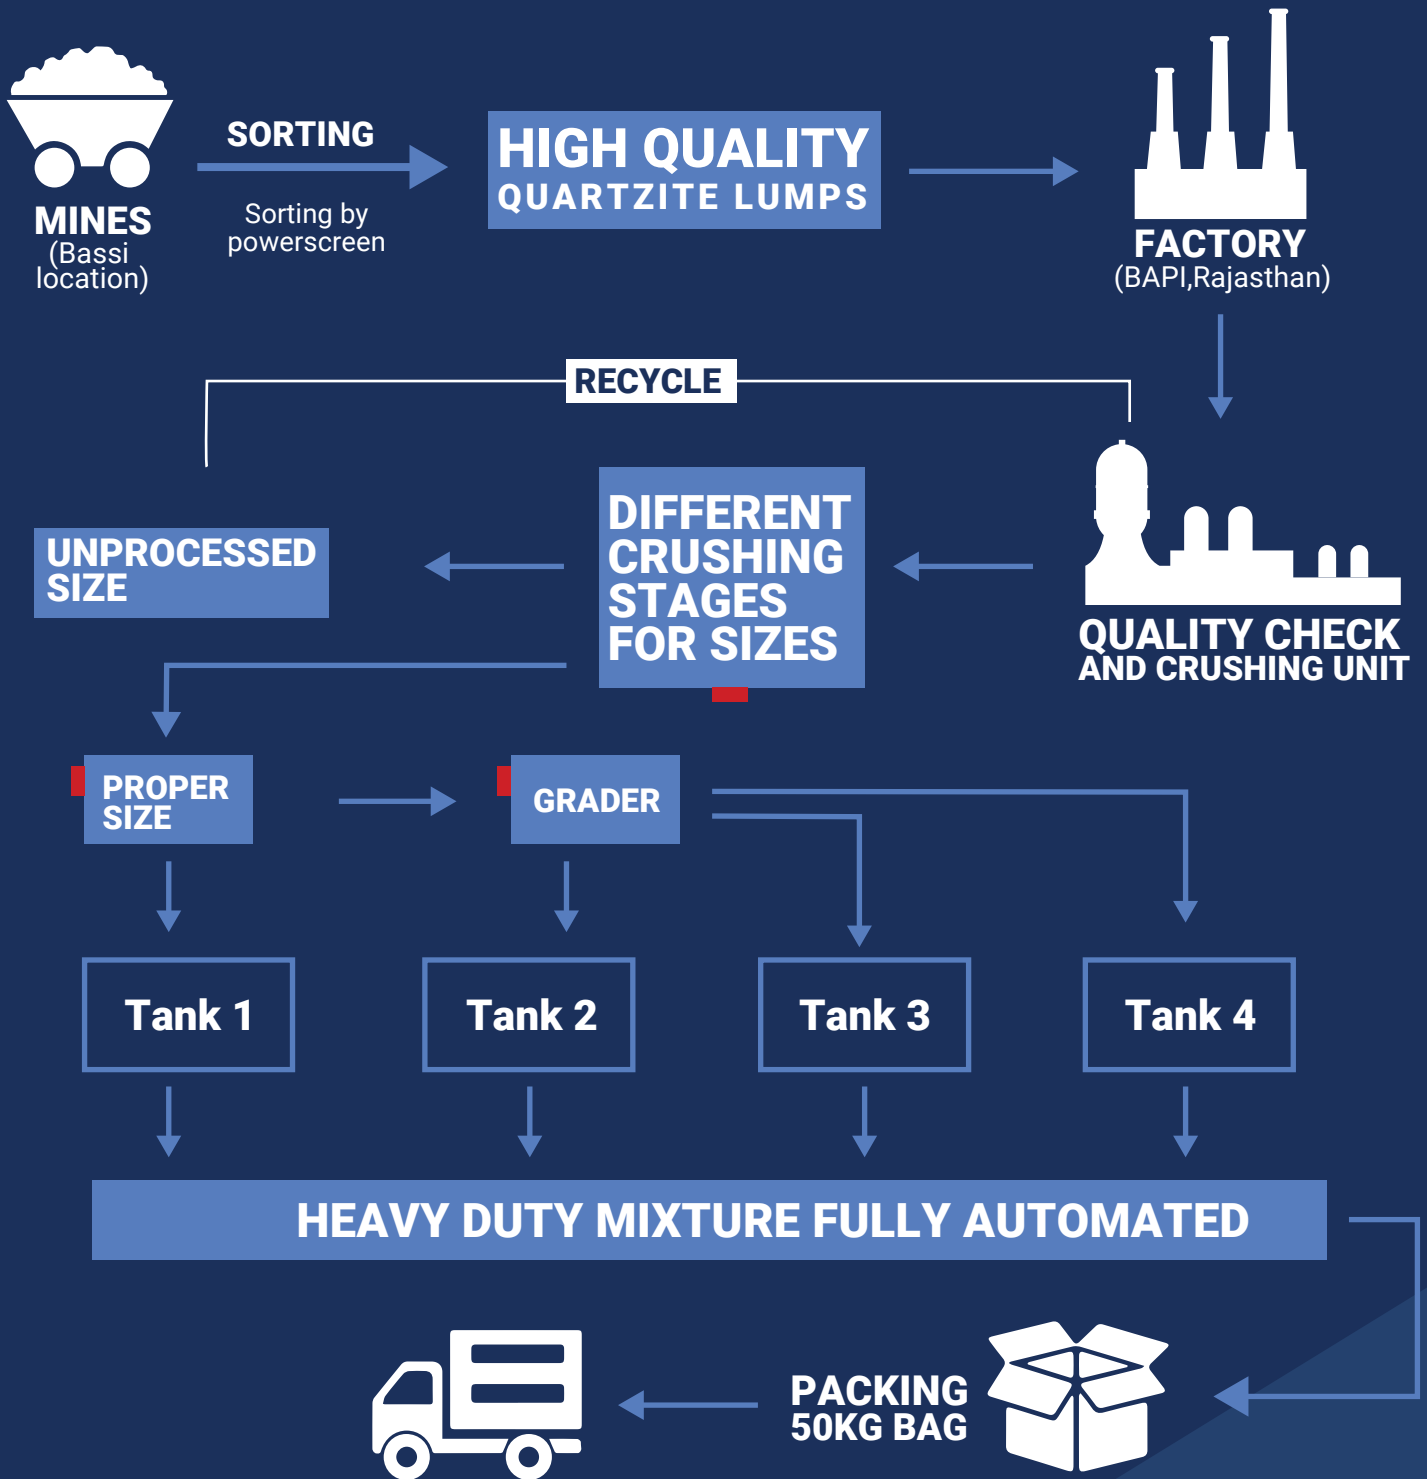 SORTING
Sorting by
powerscreen
MINES
(Bassi
location)
HIGH QUALITY
QUARTZITE LUMPS
FACTORY
(BAPI,Rajasthan)
RECYCLE
UNPROCESSED
SIZE
DIFFERENT
CRUSHING
STAGES
FOR SIZES
QUALITY CHECK
AND CRUSHING UNIT
PROPER
SIZE
GRADER
Tank 1
Tank 2
Tank 3
Tank 4
HEAVY DUTY MIXTURE FULLY AUTOMATED
PACKING
50KG BAG